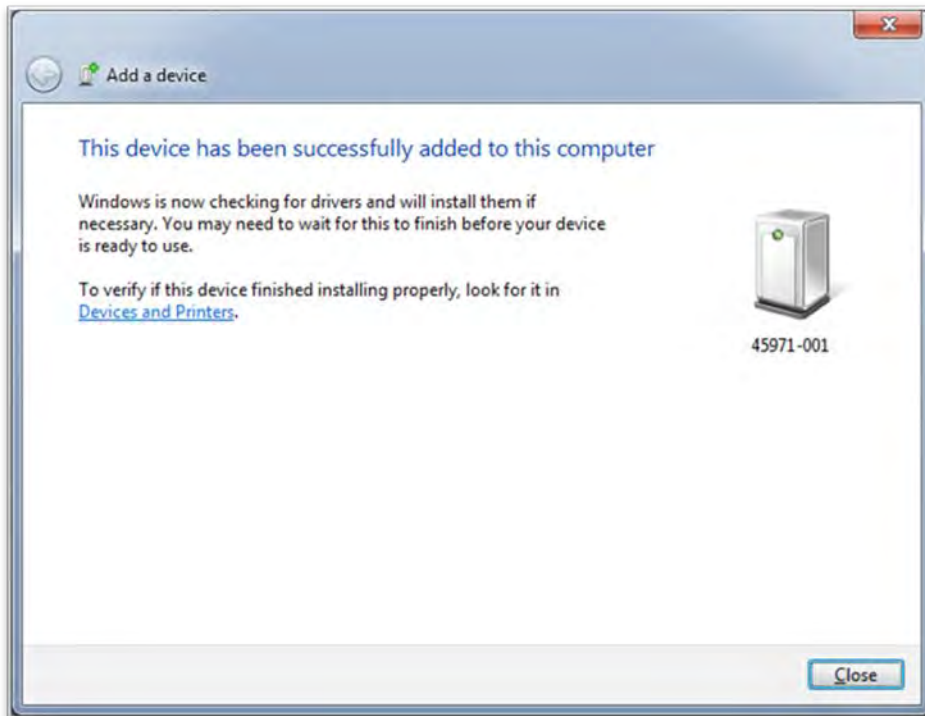 Add a device
This device has been successfully added to this computer
Windows is now checking for drivers and will install them if
necessary. You may need to wait for this to finish before your device
is ready to use.
To verify if this device finished installing properly, look for it in
Devices and Printers.
45971-001
Close